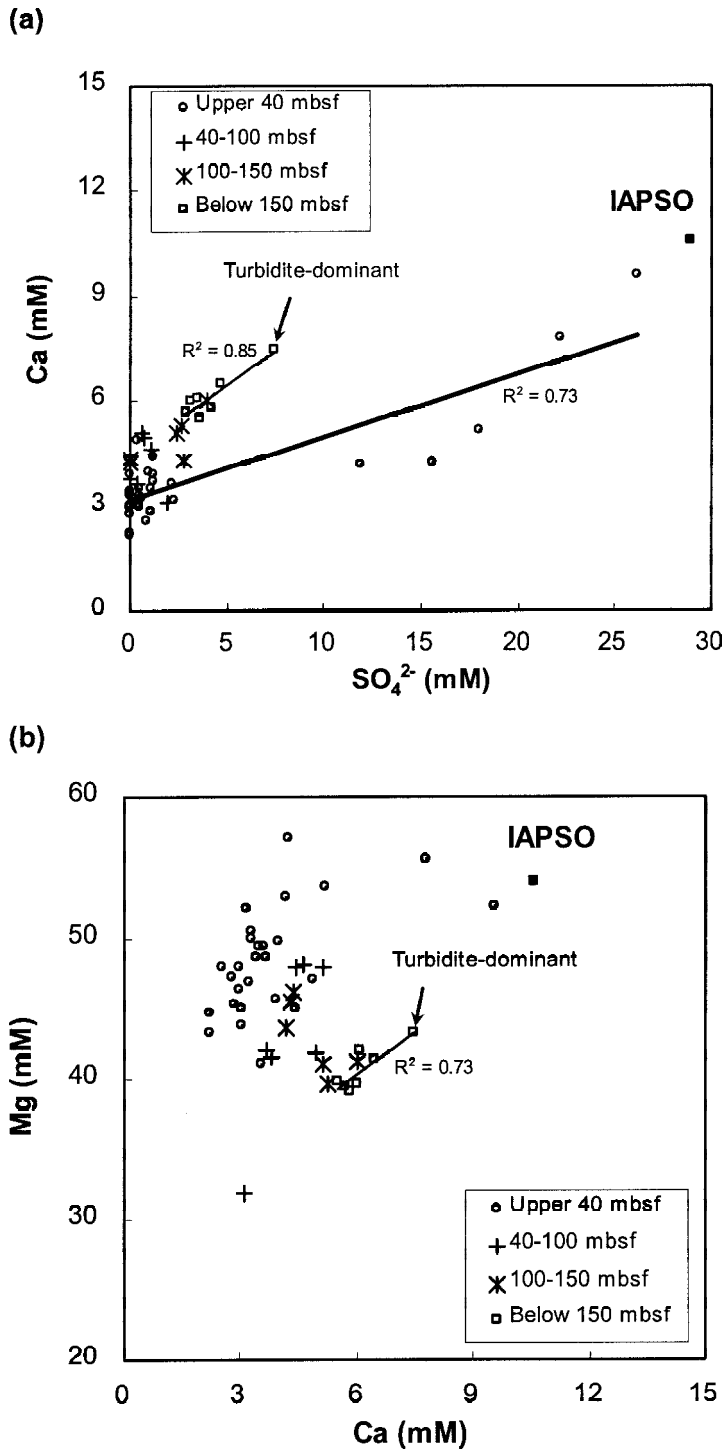 (a)
Ca (mM)
15
12
9
6
3
0
Upper 40 mbsf
40-100 mbsf
100-150 mbsf
Below 150 mbsf
IAPSO
Turbidite-dominant
R² = 0.85
R² = 0.73
0 5 10 15 20 25 30
SO₄²⁻ (mM)
(b)
Mg (mM)
60
50
40
30
20
IAPSO
Turbidite-dominant
R² = 0.73
Upper 40 mbsf
40-100 mbsf
100-150 mbsf
Below 150 mbsf
0 3 6 9 12 15
Ca (mM)